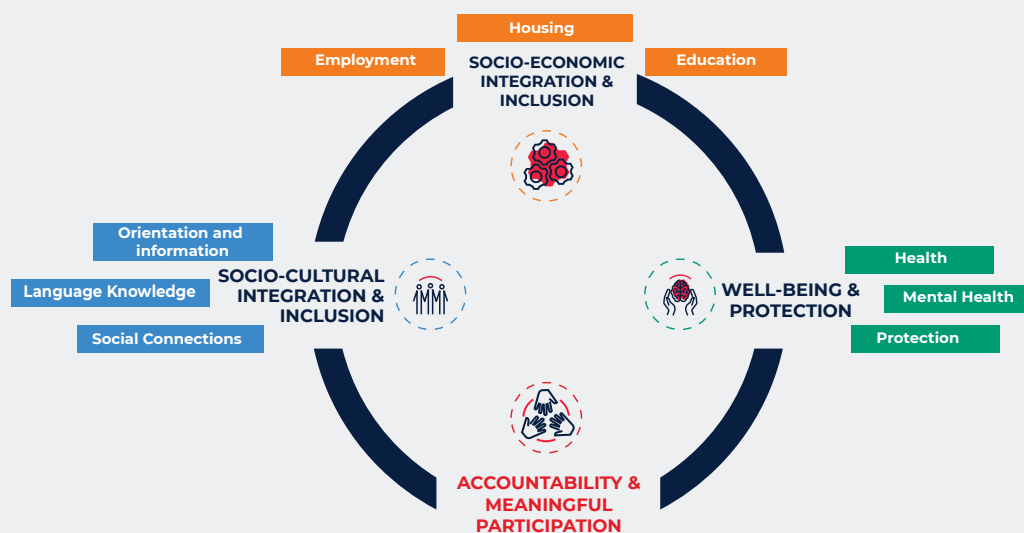 Housing
Employment
Education
SOCIO-ECONOMIC
INTEGRATION &
INCLUSION
Orientation and
information
Language Knowledge
Social Connections
SOCIO-CULTURAL
INTEGRATION &
INCLUSION
WELL-BEING &
PROTECTION
Health
Mental Health
Protection
ACCOUNTABILITY &
MEANINGFUL
PARTICIPATION